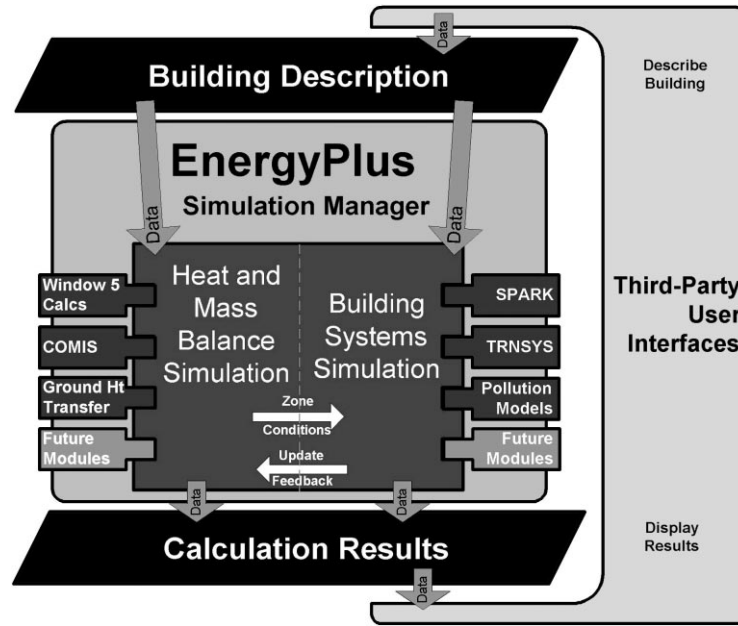 Data
Building Description
Describe
Building
EnergyPlus
Simulation Manager
Data
Data
Window 5
Calcs
COMIS
Ground Ht
Transfer
Future
Modules
Heat and
Mass
Balance
Simulation
Building
Systems
Simulation
Zone
Conditions
Update
Feedback
SPARK
TRNSYS
Pollution
Models
Future
Modules
Third-Party
User
Interfaces
Data
Data
Calculation Results
Display
Results
Data